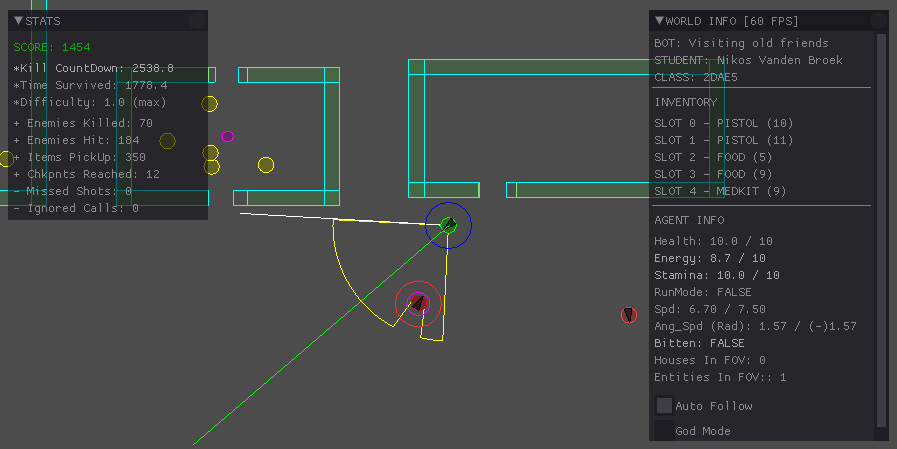 STATS
SCORE: 1454
*Kill CountDown: 2538.8
*Time Survived: 1778.4
*Difficulty: 1.0 (max)
+ Enemies Killed: 70
+ Enemies Hit: 184
+ Items PickUp: 350
+ Chkpnts Reached: 12
- Missed Shots: 0
- Ignored Calls: 0
WORLD INFO [60 FPS]
BOT: Visiting old friends
STUDENT: Nikos Vanden Broek
CLASS: 2DAE5
INVENTORY
SLOT 0 - PISTOL (10)
SLOT 1 - PISTOL (11)
SLOT 2 - FOOD (5)
SLOT 3 - FOOD (9)
SLOT 4 - MEDKIT (9)
AGENT INFO
Health: 10.0 / 10
Energy: 8.7 / 10
Stamina: 10.0 / 10
RunMode: FALSE
Spd: 6.70 / 7.50
Ang_Spd (Rad): 1.57 / (-)1.57
Bitten: FALSE
Houses In FOV: 0
Entities In FOV:: 1
Auto Follow
God Mode